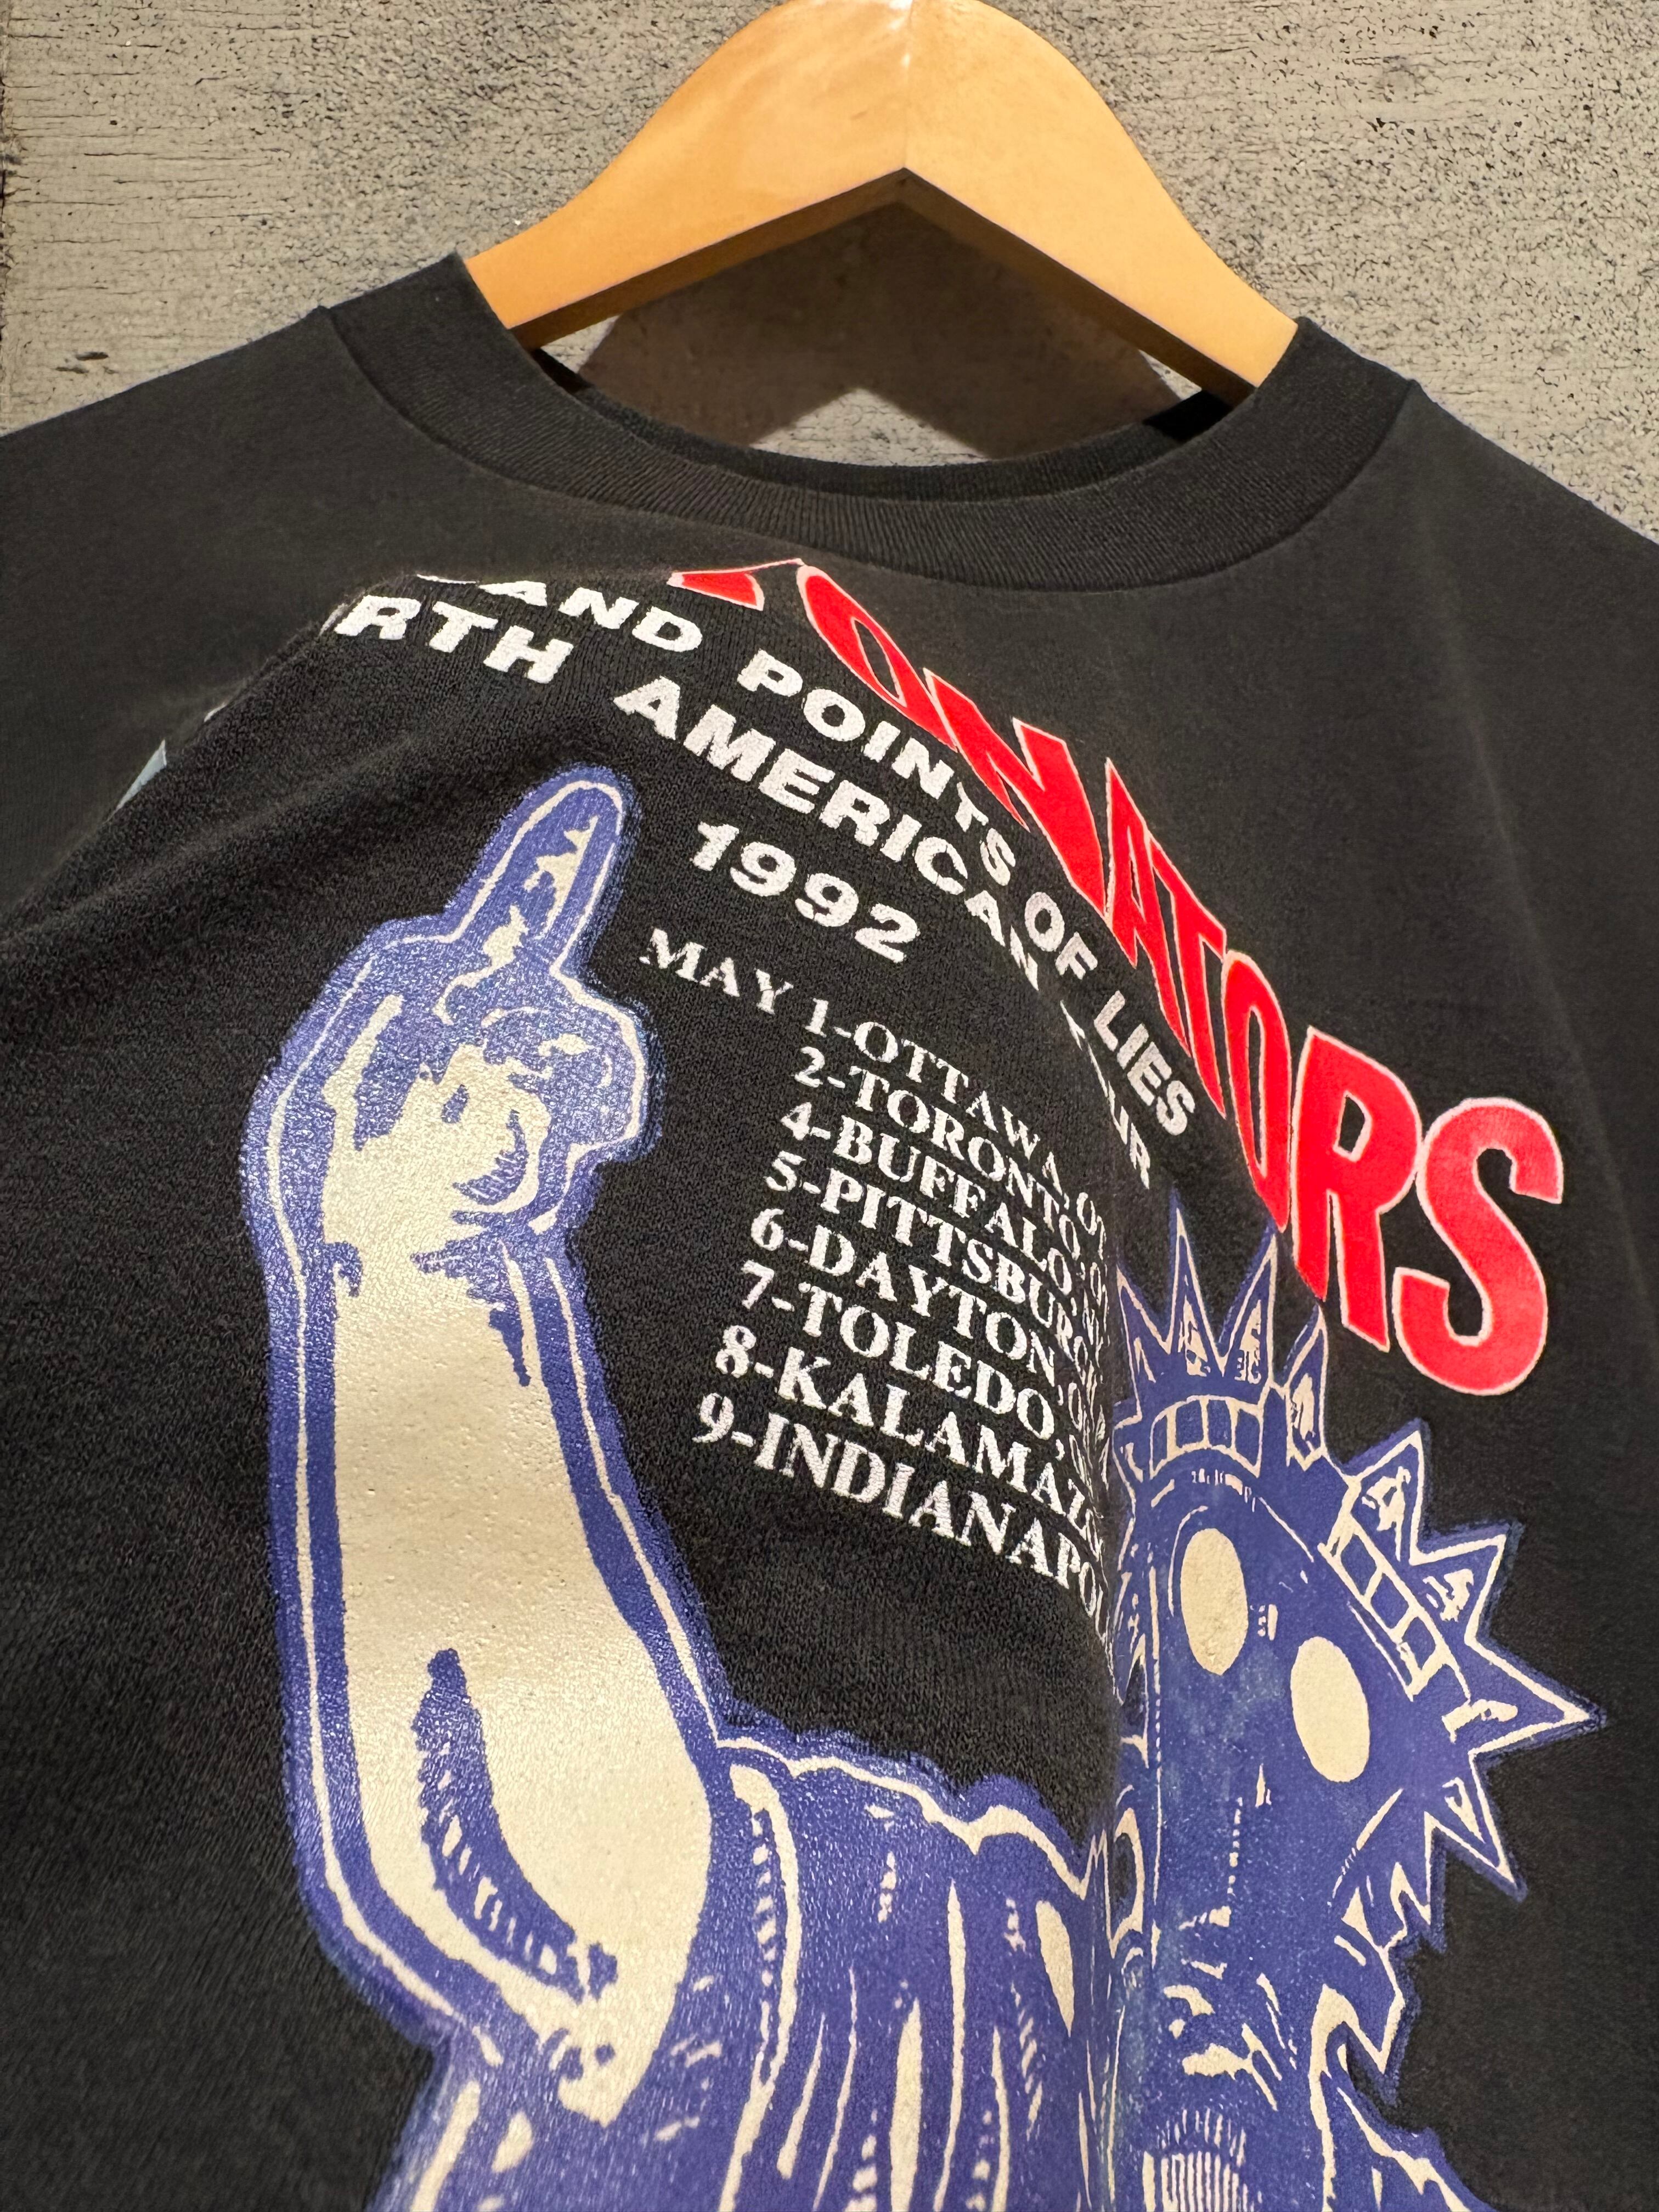 ONATORS
AND POINTS OF LIES
RTH AMERICAN TOUR
1992
MAY 1-OTTAWA, O
2-TORONTO, O
4-BUFFALO,
5-PITTSBUR
6-DAYTON, O
7-TOLEDO,
8-KALAMAZ
9-INDIANAPO